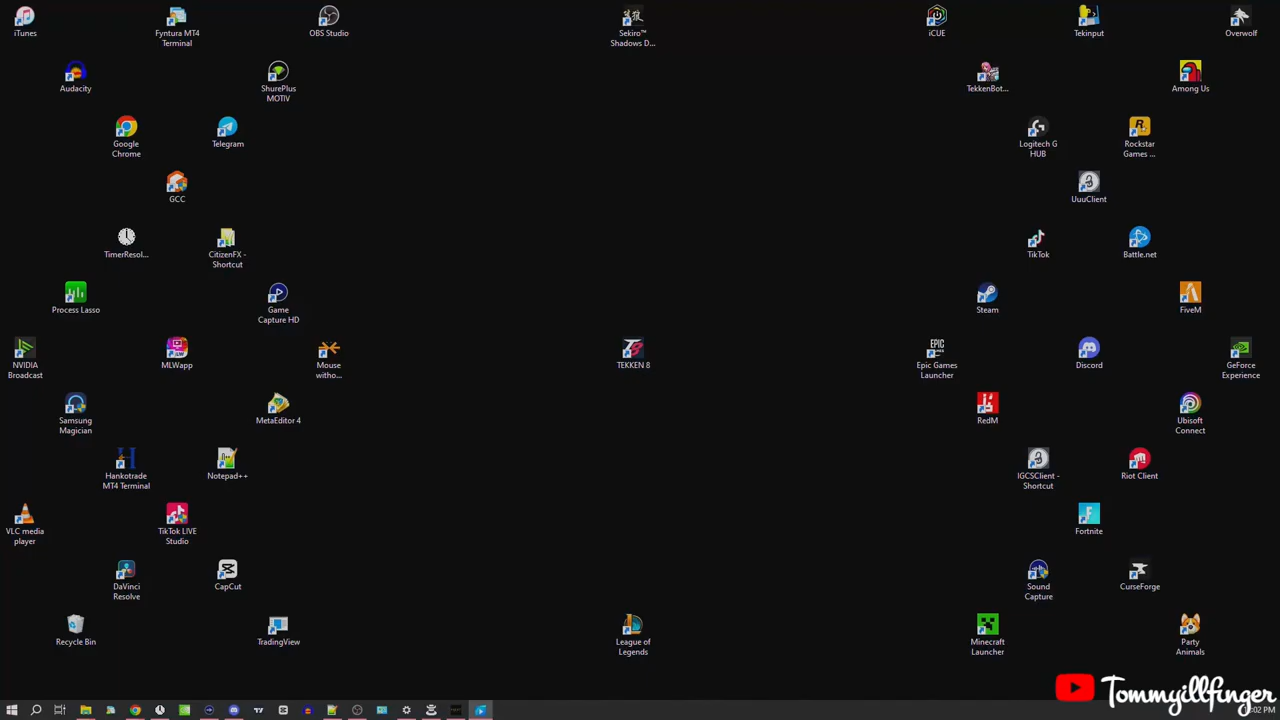 iTunes
Fyntura MT4
Terminal
OBS Studio
Sekiro™
Shadows D...
iCUE
Tekinput
Overwolf
Audacity
ShurePlus
MOTIV
TekkenBot...
Among Us
Google
Chrome
Telegram
Logitech G
HUB
Rockstar
Games ...
GCC
UuuClient
TimerResol...
CitizenFX -
Shortcut
TikTok
Battle.net
Process Lasso
Game
Capture HD
Steam
FiveM
NVIDIA
Broadcast
MLWapp
Mouse
witho...
TEKKEN 8
EPIC
Epic Games
Launcher
Discord
GeForce
Experience
Samsung
Magician
MetaEditor 4
RedM
Ubisoft
Connect
Hankotrade
MT4 Terminal
Notepad++
IGCSClient -
Shortcut
Riot Client
VLC media
player
TikTok LIVE
Studio
Fortnite
DaVinci
Resolve
CapCut
Sound
Capture
CurseForge
Recycle Bin
TradingView
League of
Legends
Minecraft
Launcher
Party
Animals
Tommyillfinger
:02 PM